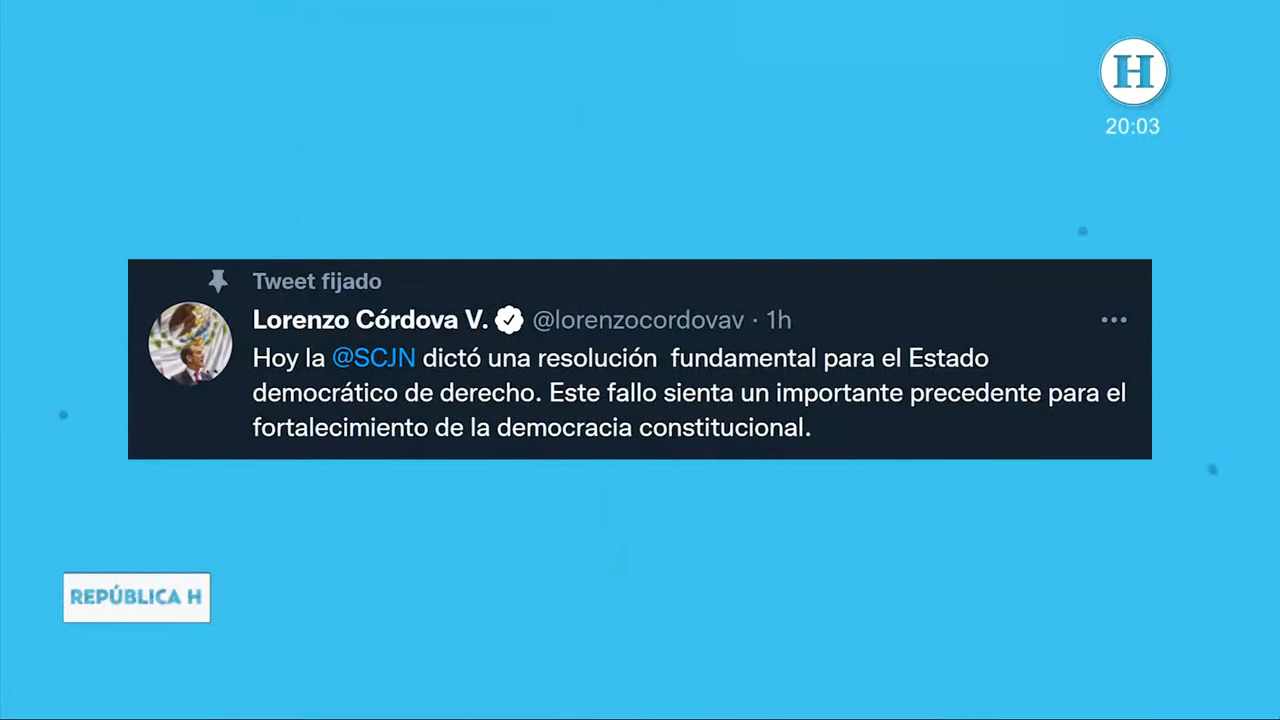 H
20:03
Tweet fijado
Lorenzo Córdova V. @lorenzocordovav · 1h
Hoy la @SCJN dictó una resolución fundamental para el Estado
democrático de derecho. Este fallo sienta un importante precedente para el
fortalecimiento de la democracia constitucional.
REPÚBLICA H